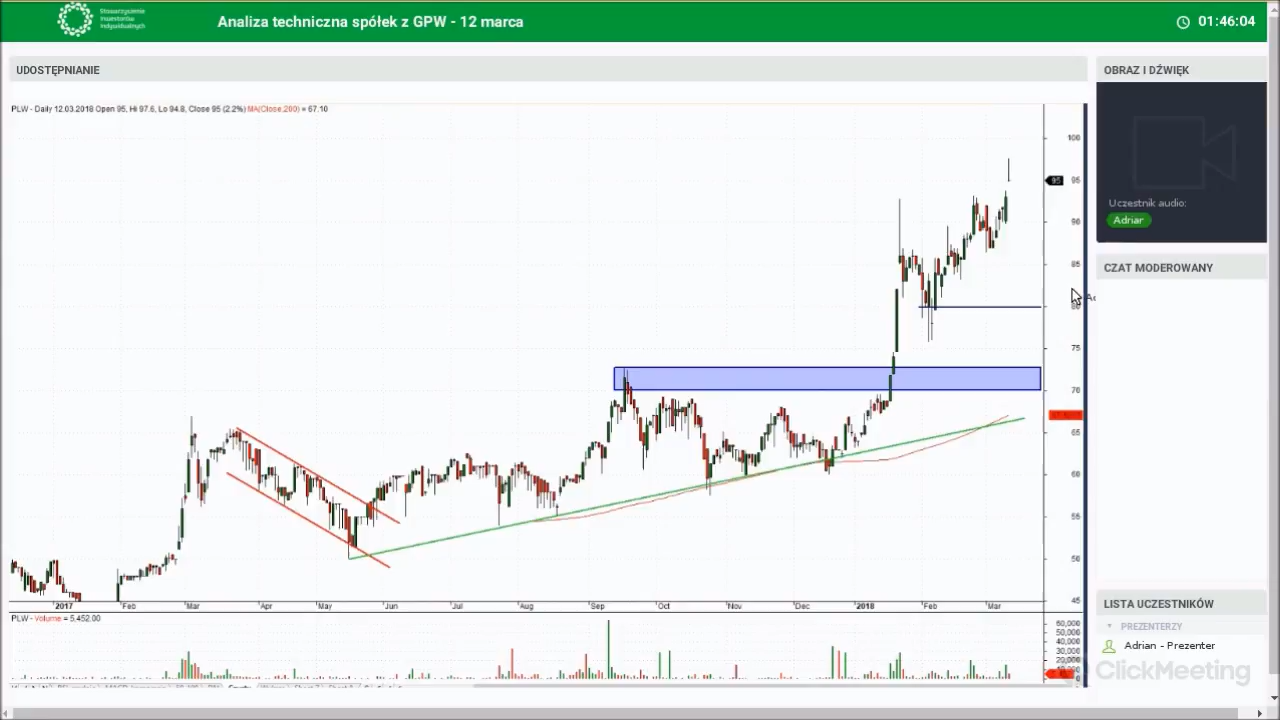 Stowarzyszenie
Inwestorów
Indywidualnych
Analiza techniczna spółek z GPW - 12 marca
01:46:04
UDOSTĘPNIANIE
OBRAZ I DŹWIĘK
PLW - Daily 12.03.2018 Open 95, Hi 97.6, Lo 94.8, Close 95 (2.2%) MA(Close,200) = 67.10
100
95
95
90
85
80
75
70
65
60
55
50
45
2017 Feb Mar Apr May Jun Jul Aug Sep Oct Nov Dec 2018 Feb Mar
PLW - Volume = 5,452.00
60,000
50,000
40,000
30,000
20,000
10,000
Uczestnik audio:
Adriar
CZAT MODEROWANY
LISTA UCZESTNIKÓW
PREZENTERZY
Adrian - Prezenter
ClickMeeting